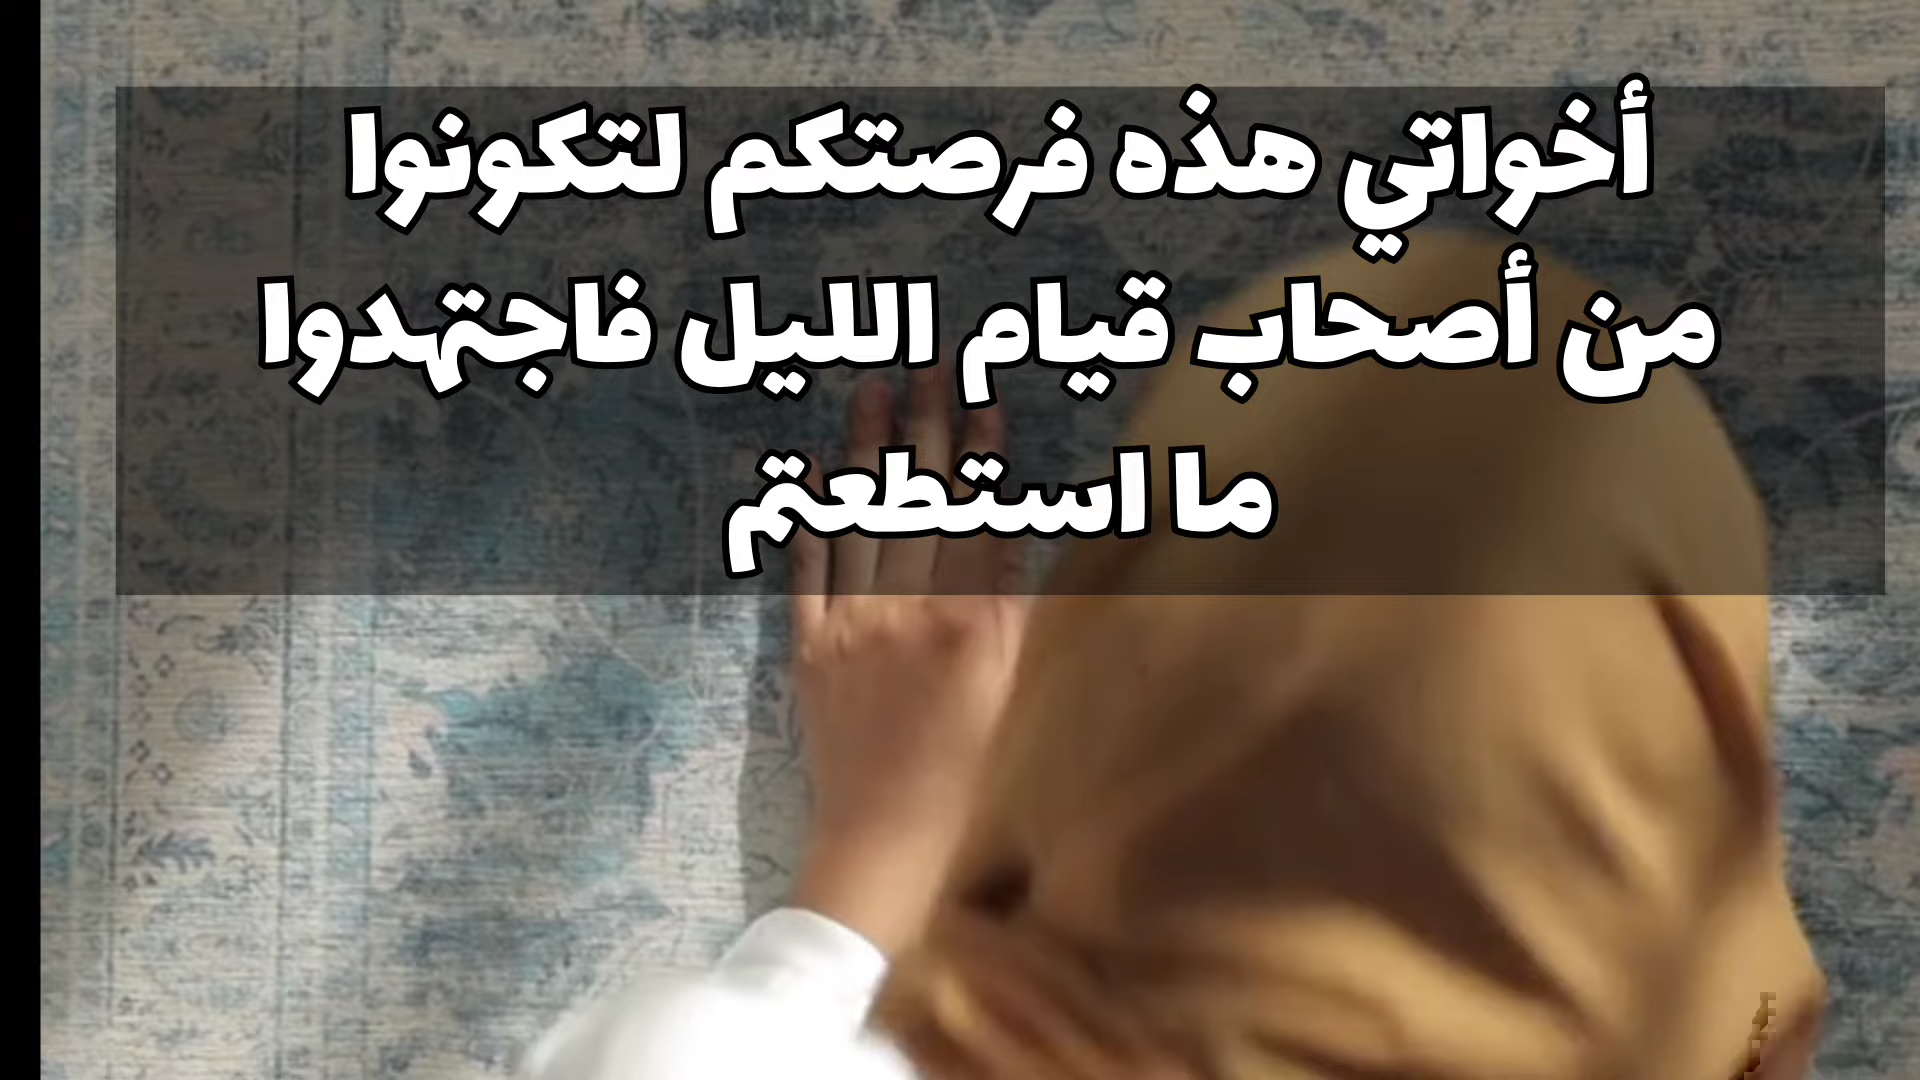 أخواتي هذه فرصتكم لتكونوا
من أصحاب قيام الليل فاجتهدوا
ما استطعتم